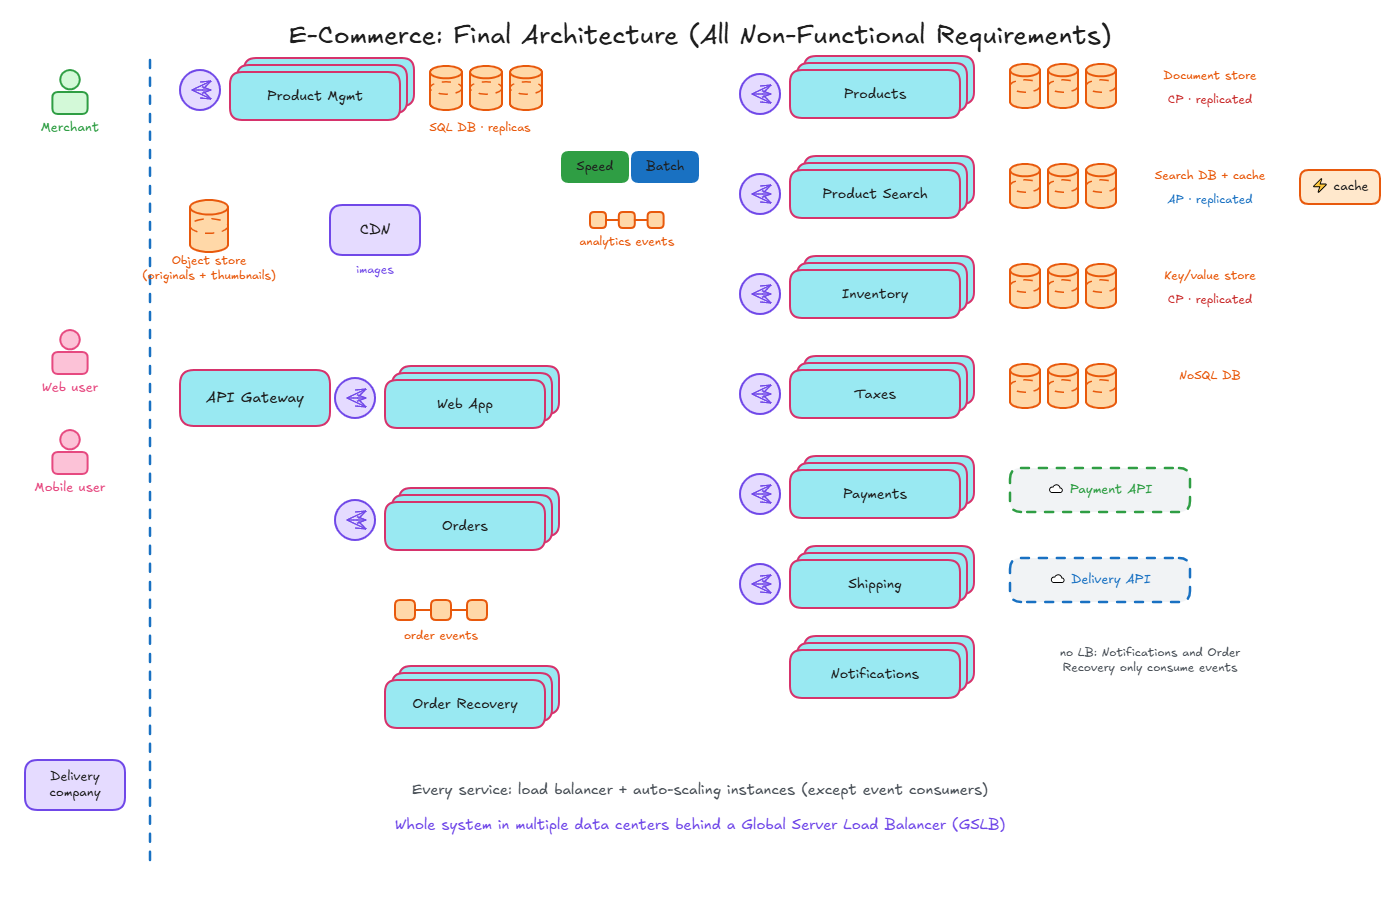 E-Commerce: Final Architecture (All Non-Functional Requirements)
Merchant
Product Mgmt
SQL DB · replicas
Products
Document store
CP · replicated
Speed
Batch
analytics events
Product Search
Search DB + cache
AP · replicated
cache
Object store
(originals + thumbnails)
CDN
images
Inventory
Key/value store
CP · replicated
Web user
API Gateway
Web App
Taxes
NoSQL DB
Mobile user
Orders
Payments
Payment API
Shipping
Delivery API
order events
Order Recovery
Notifications
no LB: Notifications and Order
Recovery only consume events
Delivery
company
Every service: load balancer + auto-scaling instances (except event consumers)
Whole system in multiple data centers behind a Global Server Load Balancer (GSLB)